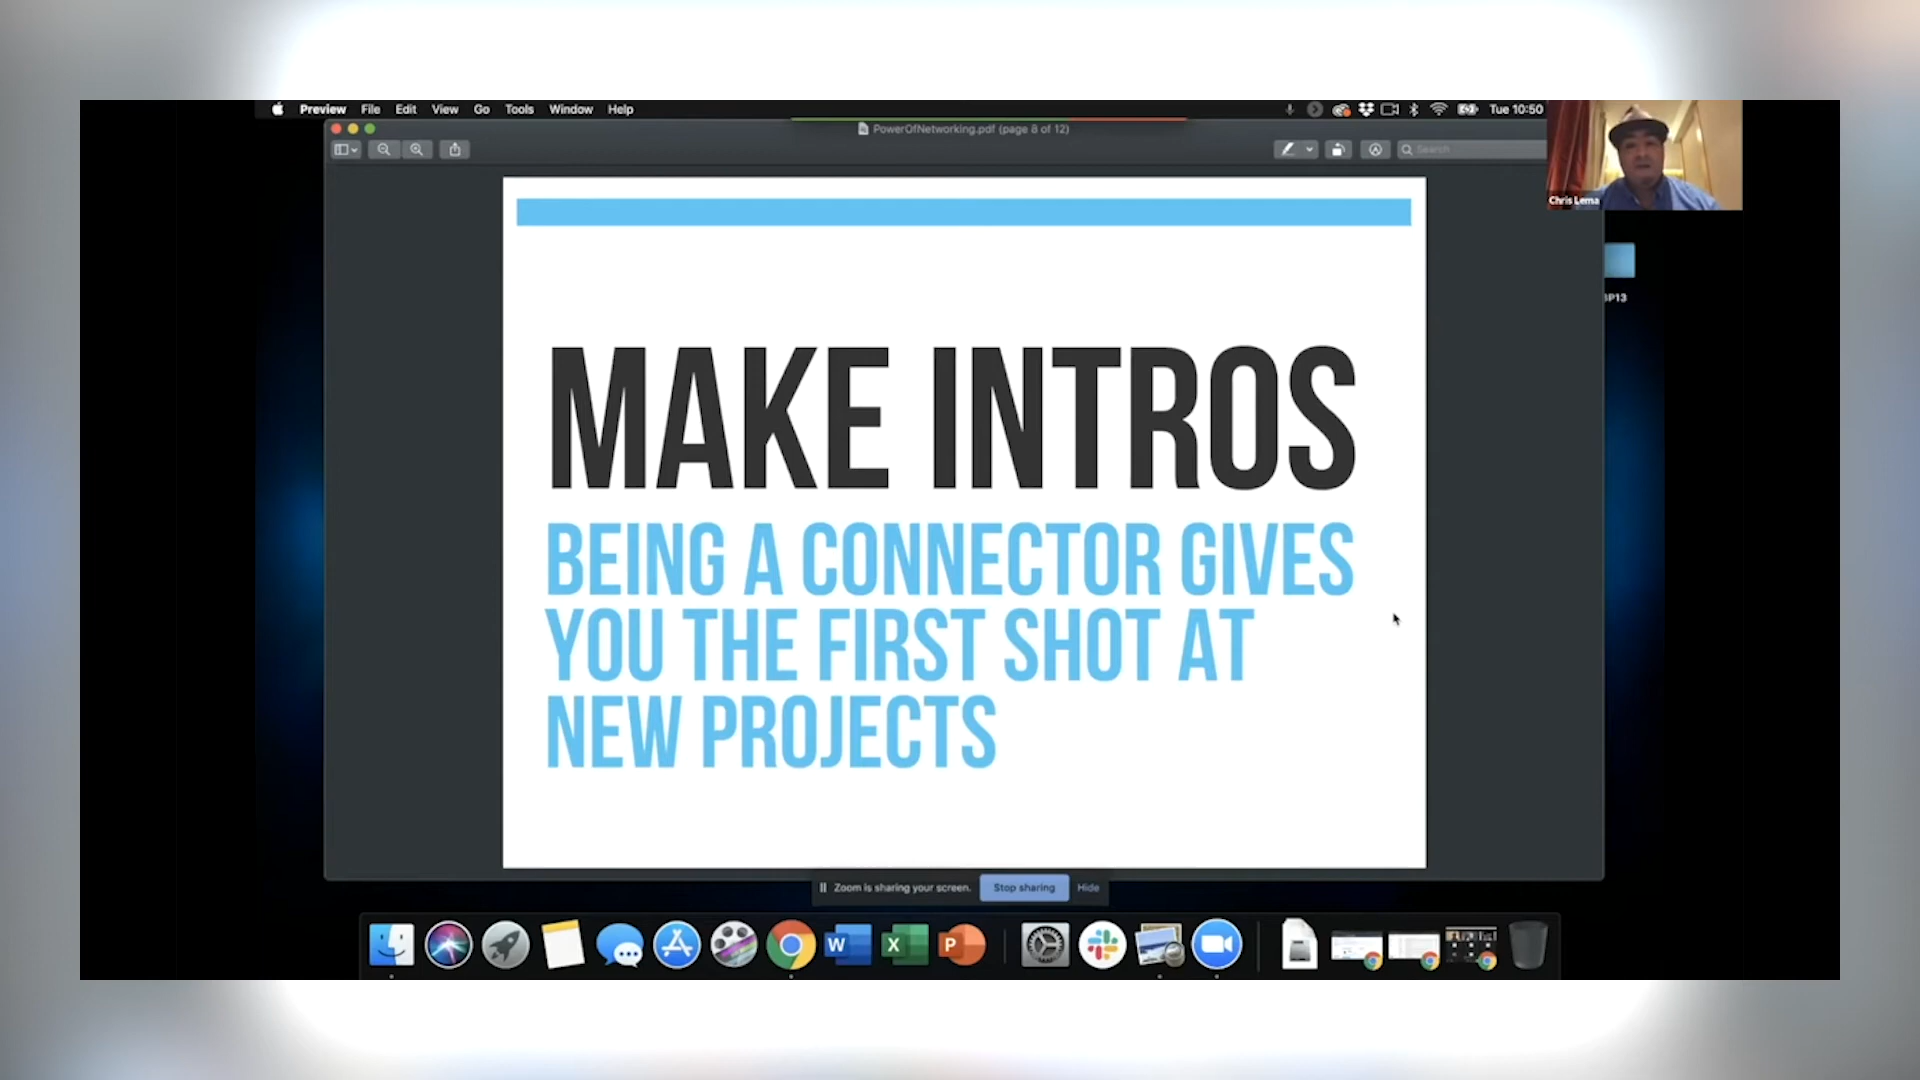 Preview File Edit View Go Tools Window Help Tue 10:50
PowerOfNetworking.pdf (page 8 of 12)
Search
Chris Lema
MAKE INTROS
BEING A CONNECTOR GIVES
YOU THE FIRST SHOT AT
NEW PROJECTS
Zoom is sharing your screen. Stop sharing Hide
W X P